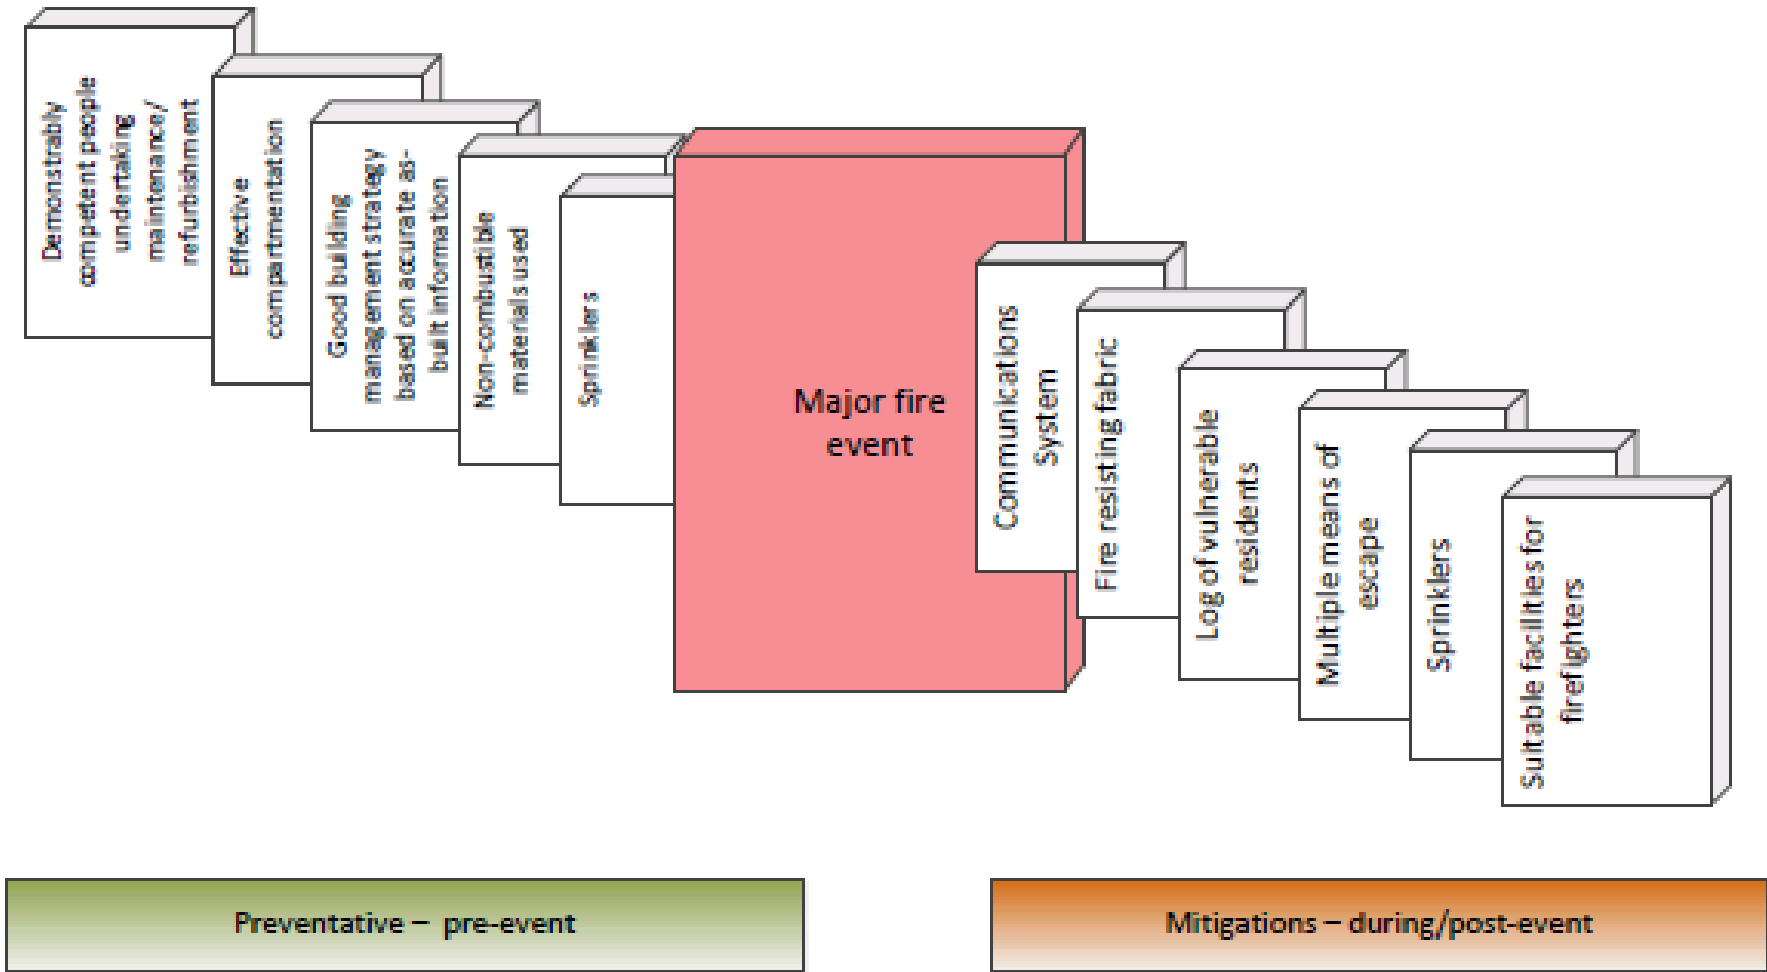 Demonstrably
competent people
undertaking
maintenance/
refurbishment
Effective
compartmentation
Good building
management strategy
based on accurate as-
built information
Non-combustible
materials used
Sprinklers
Major fire
event
Communications
System
Fire resisting fabric
Log of vulnerable
residents
Multiple means of
escape
Sprinklers
Suitable facilities for
firefighters
Preventative – pre-event
Mitigations – during/post-event